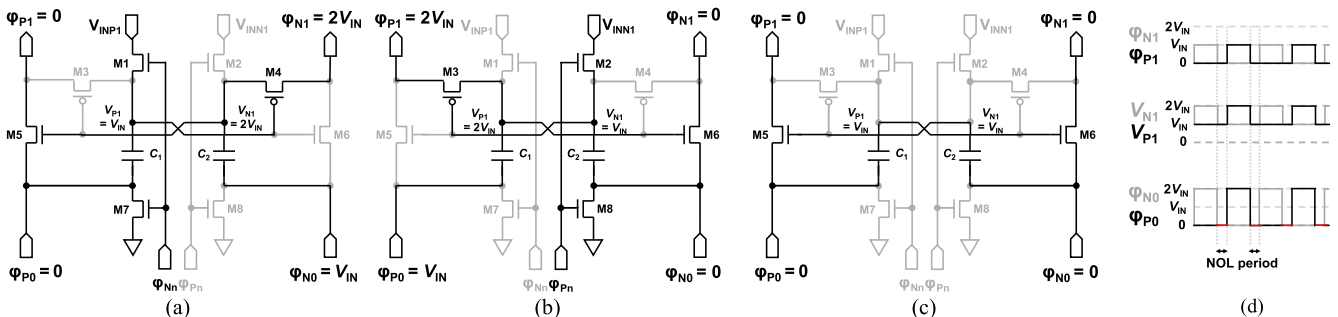 φP1 = 0
VINP1
VINN1
φN1 = 2VIN
M1
M2
M3
M4
VP1 = VIN
VN1 = 2VIN
M5
M6
C1
C2
M7
M8
φP0 = 0
φNn
φPn
φN0 = VIN
(a)
φP1 = 2VIN
VINP1
VINN1
φN1 = 0
M1
M2
M3
M4
VP1 = 2VIN
VN1 = VIN
M5
M6
C1
C2
M7
M8
φP0 = VIN
φNn
φPn
φN0 = 0
(b)
φP1 = 0
VINP1
VINN1
φN1 = 0
M1
M2
M3
M4
VP1 = VIN
VN1 = VIN
M5
M6
C1
C2
M7
M8
φP0 = 0
φNn
φPn
φN0 = 0
(c)
φN1
φP1
2VIN
VIN
0
VN1
VP1
2VIN
VIN
0
φN0
φP0
2VIN
VIN
0
NOL period
(d)